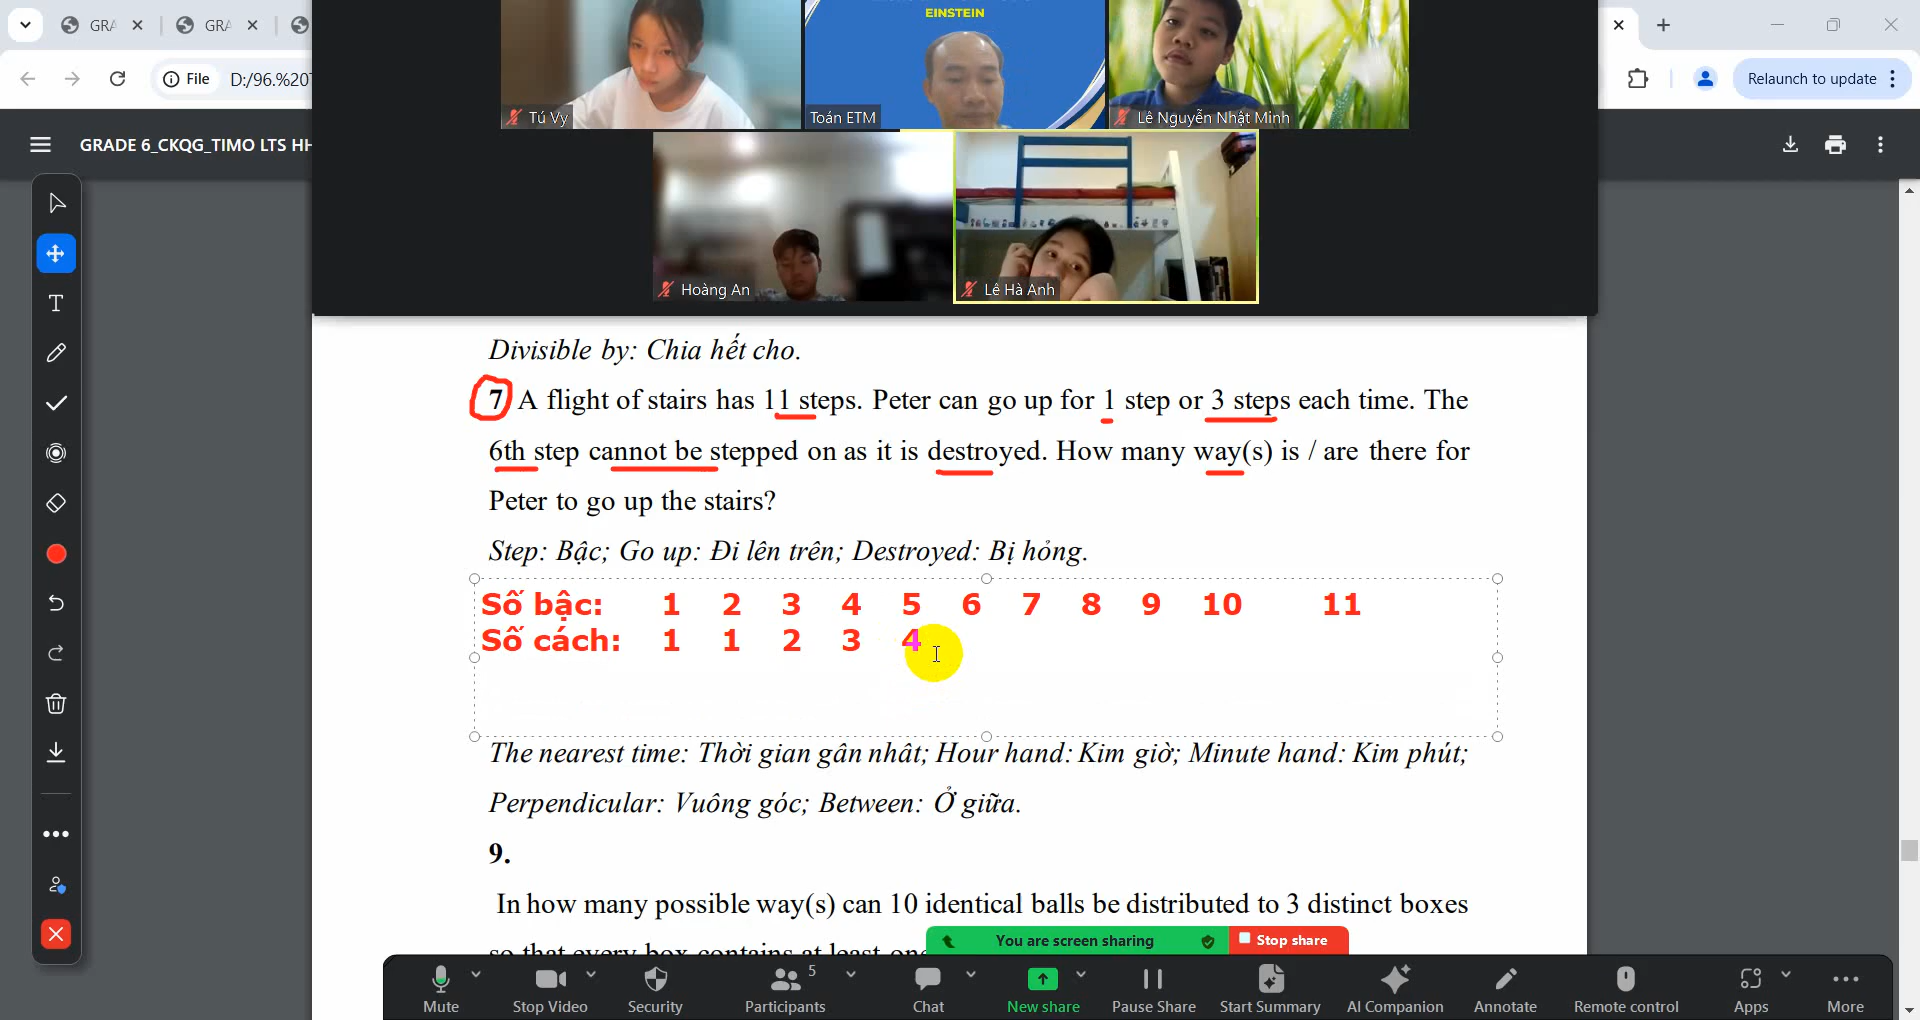 GRA
GRA
File
D:/96.%20
Relaunch to update
GRADE 6_CKQG_TIMO LTS HH
EINSTEIN
Tú Vy
Toán ETM
Lê Nguyễn Nhật Minh
Hoàng An
Lê Hà Anh
Divisible by: Chia hết cho.
7 A flight of stairs has 11 steps. Peter can go up for 1 step or 3 steps each time. The
6th step cannot be stepped on as it is destroyed. How many way(s) is / are there for
Peter to go up the stairs?
Step: Bậc; Go up: Đi lên trên; Destroyed: Bị hỏng.
Số bậc: 1 2 3 4 5 6 7 8 9 10 11
Số cách: 1 1 2 3 4
The nearest time: Thời gian gần nhất; Hour hand: Kim giờ; Minute hand: Kim phút;
Perpendicular: Vuông góc; Between: Ở giữa.
9.
In how many possible way(s) can 10 identical balls be distributed to 3 distinct boxes
so that every box contains at least one
You are screen sharing
Stop share
Mute
Stop Video
Security
Participants
5
Chat
New share
Pause Share
Start Summary
AI Companion
Annotate
Remote control
Apps
More